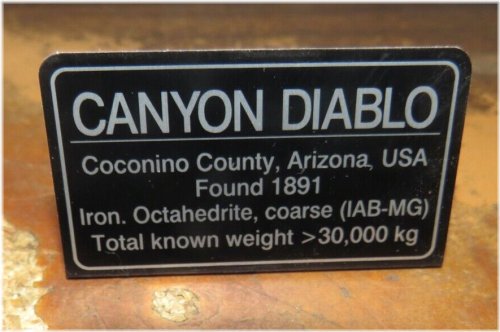 CANYON DIABLO
Coconino County, Arizona, USA
Found 1891
Iron. Octahedrite, coarse (IAB-MG)
Total known weight >30,000 kg